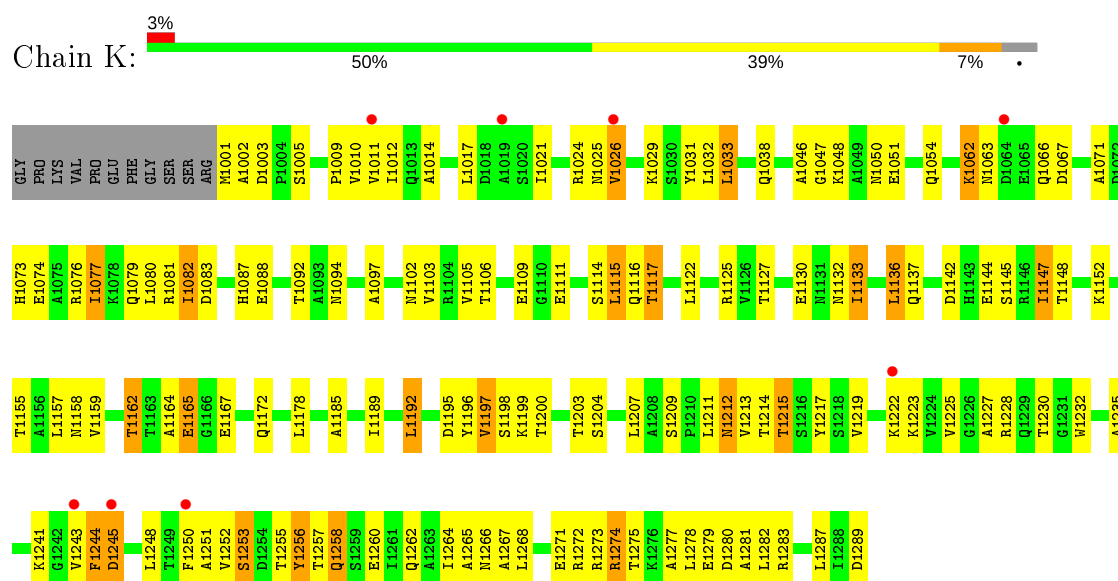 3%
Chain K:
50% 39% 7% •
GLY PRO LYS VAL PRO GLU PHE GLY SER SER ARG M1001 A1002 D1003 P1004 S1005 P1009 V1010 V1011 I1012 Q1013 A1014 L1017 D1018 A1019 S1020 I1021 R1024 N1025 V1026 K1029 S1030 Y1031 L1032 L1033 Q1038 A1046 G1047 K1048 A1049 N1050 E1051 Q1054 K1062 N1063 D1064 E1065 Q1066 D1067 A1071 D1072
H1073 E1074 A1075 R1076 I1077 K1078 Q1079 L1080 R1081 I1082 D1083 H1087 E1088 T1092 A1093 N1094 A1097 N1102 V1103 R1104 V1105 T1106 E1109 G1110 E1111 S1114 L1115 Q1116 T1117 L1122 R1125 V1126 T1127 E1130 N1131 N1132 I1133 L1136 Q1137 D1142 H1143 E1144 S1145 R1146 I1147 T1148 K1152
T1155 A1156 L1157 N1158 V1159 T1162 T1163 A1164 E1165 G1166 E1167 Q1172 L1178 A1185 I1189 L1192 D1195 Y1196 V1197 S1198 K1199 T1200 T1203 S1204 L1207 A1208 S1209 P1210 L1211 N1212 V1213 T1214 T1215 S1216 Y1217 S1218 V1219 K1222 K1223 V1224 V1225 G1226 A1227 R1228 Q1229 T1230 G1231 W1232 A1235
K1241 G1242 V1243 F1244 D1245 L1248 T1249 F1250 A1251 V1252 S1253 D1254 T1255 Y1256 T1257 Q1258 S1259 E1260 I1261 Q1262 A1263 I1264 A1265 N1266 A1267 L1268 E1271 R1272 R1273 R1274 T1275 K1276 A1277 L1278 E1279 D1280 A1281 L1282 R1283 L1287 I1288 D1289